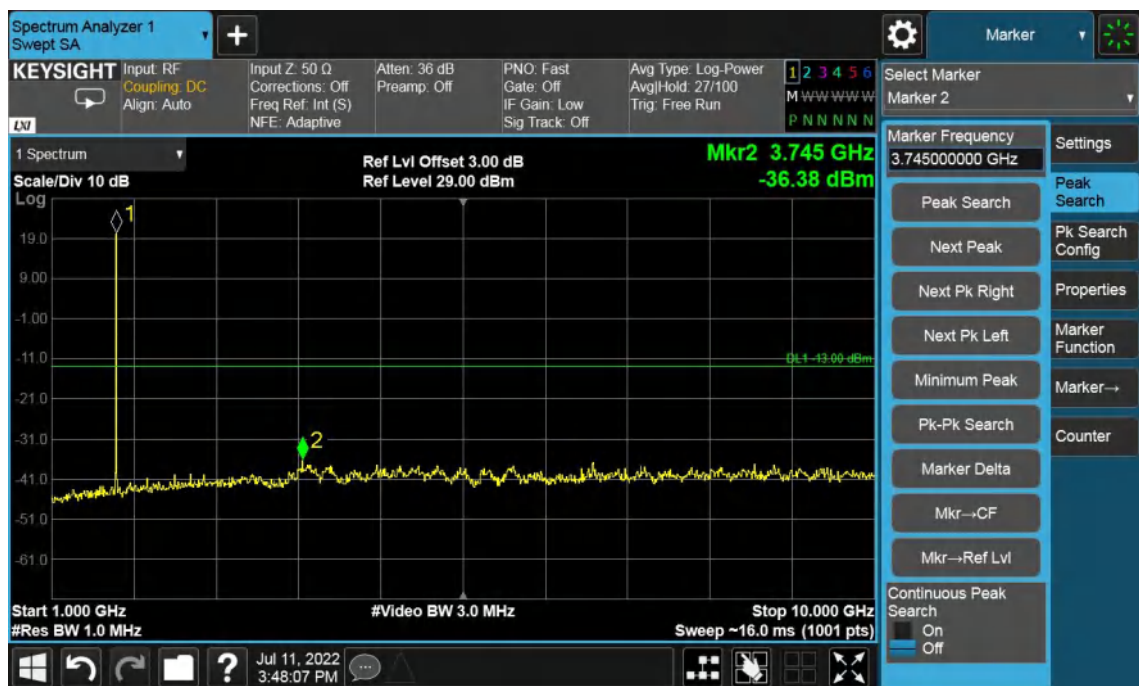 Spectrum Analyzer 1
Swept SA
Marker
KEYSIGHT
LXI
Input: RF
Coupling: DC
Align: Auto
Input Z: 50 Ω
Corrections: Off
Freq Ref: Int (S)
NFE: Adaptive
Atten: 36 dB
Preamp: Off
PNO: Fast
Gate: Off
IF Gain: Low
Sig Track: Off
Avg Type: Log-Power
Avg|Hold: 27/100
Trig: Free Run
1 2 3 4 5 6
M W W W W W
P N N N N N
Select Marker
Marker 2
1 Spectrum
Scale/Div 10 dB
Ref Lvl Offset 3.00 dB
Ref Level 29.00 dBm
Mkr2 3.745 GHz
-36.38 dBm
Log
1
19.0
9.00
-1.00
-11.0
DL1 -13.00 dBm
-21.0
-31.0
2
-41.0
-51.0
-61.0
Start 1.000 GHz
#Video BW 3.0 MHz
Stop 10.000 GHz
#Res BW 1.0 MHz
Sweep ~16.0 ms (1001 pts)
Marker Frequency
3.745000000 GHz
Peak Search
Next Peak
Next Pk Right
Next Pk Left
Minimum Peak
Pk-Pk Search
Marker Delta
Mkr→CF
Mkr→Ref Lvl
Continuous Peak
Search
On
Off
Settings
Peak
Search
Pk Search
Config
Properties
Marker
Function
Marker→
Counter
?
Jul 11, 2022
3:48:07 PM